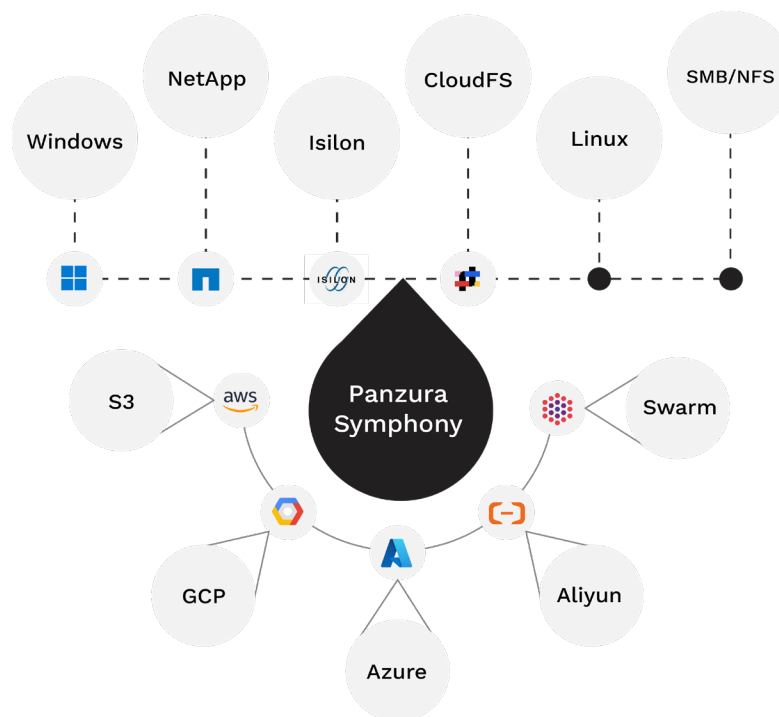 NetApp
CloudFS
SMB/NFS
Windows
Isilon
Linux
ISILON
Panzura
Symphony
S3
aws
Swarm
GCP
Aliyun
Azure